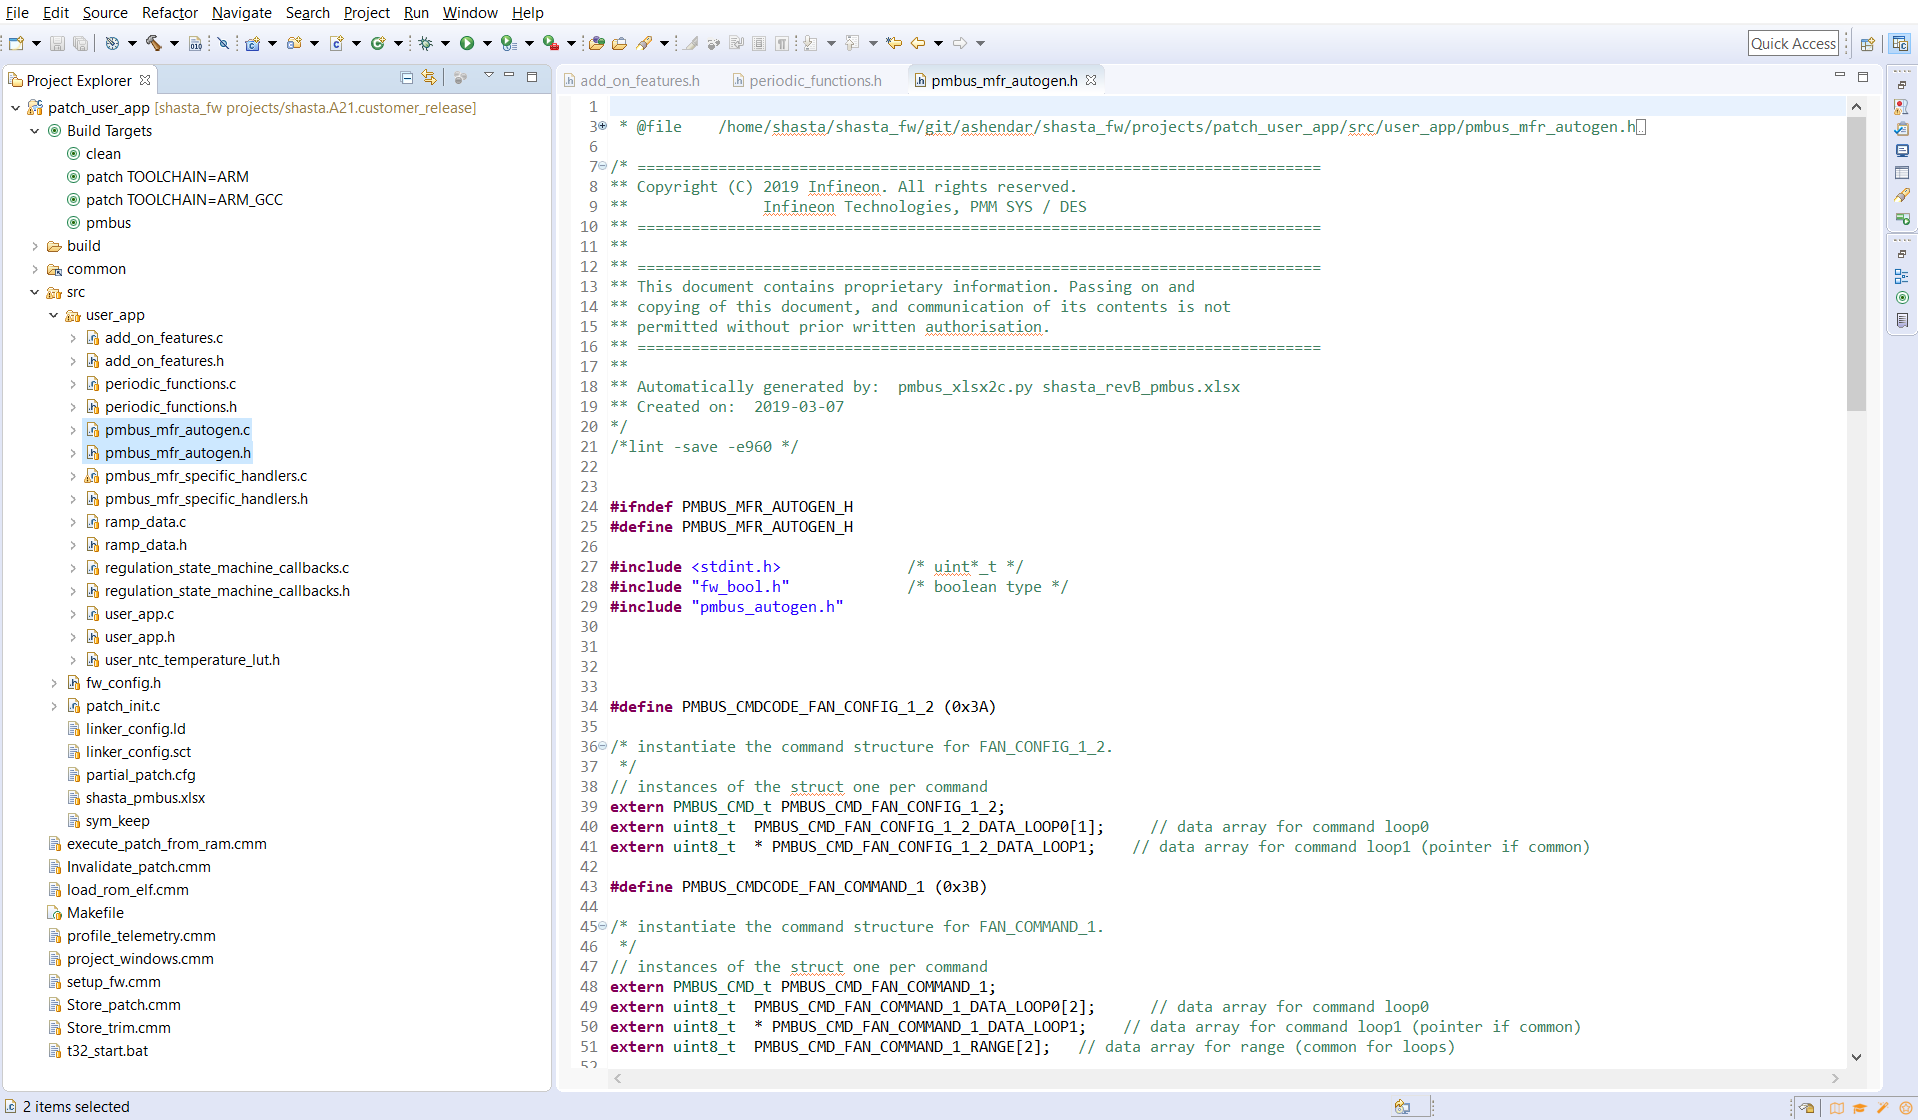 File Edit Source Refactor Navigate Search Project Run Window Help
Quick Access
Project Explorer
patch_user_app [shasta_fw projects/shasta.A21.customer_release]
Build Targets
clean
patch TOOLCHAIN=ARM
patch TOOLCHAIN=ARM_GCC
pmbus
build
common
src
user_app
add_on_features.c
add_on_features.h
periodic_functions.c
periodic_functions.h
pmbus_mfr_autogen.c
pmbus_mfr_autogen.h
pmbus_mfr_specific_handlers.c
pmbus_mfr_specific_handlers.h
ramp_data.c
ramp_data.h
regulation_state_machine_callbacks.c
regulation_state_machine_callbacks.h
user_app.c
user_app.h
user_ntc_temperature_lut.h
fw_config.h
patch_init.c
linker_config.ld
linker_config.sct
partial_patch.cfg
shasta_pmbus.xlsx
sym_keep
execute_patch_from_ram.cmm
Invalidate_patch.cmm
load_rom_elf.cmm
Makefile
profile_telemetry.cmm
project_windows.cmm
setup_fw.cmm
Store_patch.cmm
Store_trim.cmm
t32_start.bat
add_on_features.h periodic_functions.h pmbus_mfr_autogen.h
1
3 * @file /home/shasta/shasta_fw/git/ashendar/shasta_fw/projects/patch_user_app/src/user_app/pmbus_mfr_autogen.h
6
7 /* ============================================================================
8 ** Copyright (C) 2019 Infineon. All rights reserved.
9 ** Infineon Technologies, PMM SYS / DES
10 ** ============================================================================
11 **
12 ** ============================================================================
13 ** This document contains proprietary information. Passing on and
14 ** copying of this document, and communication of its contents is not
15 ** permitted without prior written authorisation.
16 ** ============================================================================
17 **
18 ** Automatically generated by: pmbus_xlsx2c.py shasta_revB_pmbus.xlsx
19 ** Created on: 2019-03-07
20 */
21 /*lint -save -e960 */
22
23
24 #ifndef PMBUS_MFR_AUTOGEN_H
25 #define PMBUS_MFR_AUTOGEN_H
26
27 #include <stdint.h> /* uint*_t */
28 #include "fw_bool.h" /* boolean type */
29 #include "pmbus_autogen.h"
30
31
32
33
34 #define PMBUS_CMDCODE_FAN_CONFIG_1_2 (0x3A)
35
36 /* instantiate the command structure for FAN_CONFIG_1_2.
37 */
38 // instances of the struct one per command
39 extern PMBUS_CMD_t PMBUS_CMD_FAN_CONFIG_1_2;
40 extern uint8_t PMBUS_CMD_FAN_CONFIG_1_2_DATA_LOOP0[1]; // data array for command loop0
41 extern uint8_t * PMBUS_CMD_FAN_CONFIG_1_2_DATA_LOOP1; // data array for command loop1 (pointer if common)
42
43 #define PMBUS_CMDCODE_FAN_COMMAND_1 (0x3B)
44
45 /* instantiate the command structure for FAN_COMMAND_1.
46 */
47 // instances of the struct one per command
48 extern PMBUS_CMD_t PMBUS_CMD_FAN_COMMAND_1;
49 extern uint8_t PMBUS_CMD_FAN_COMMAND_1_DATA_LOOP0[2]; // data array for command loop0
50 extern uint8_t * PMBUS_CMD_FAN_COMMAND_1_DATA_LOOP1; // data array for command loop1 (pointer if common)
51 extern uint8_t PMBUS_CMD_FAN_COMMAND_1_RANGE[2]; // data array for range (common for loops)
52
2 items selected